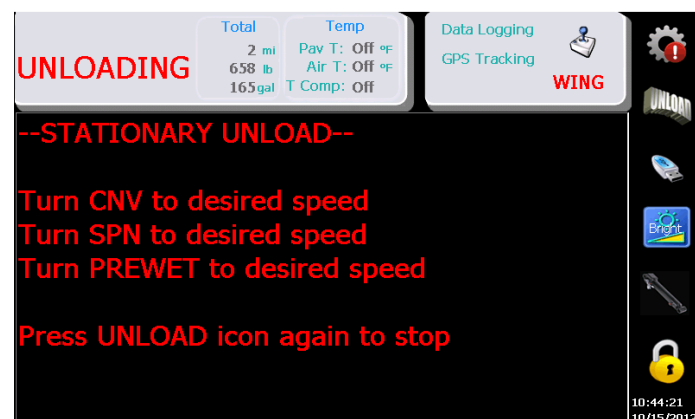 Total
Temp
Data Logging
2 mi
Pav T: Off °F
GPS Tracking
UNLOADING
658 lb
Air T: Off °F
165 gal
T Comp: Off
WING
UNLOAD
--STATIONARY UNLOAD--
Turn CNV to desired speed
Turn SPN to desired speed
Turn PREWET to desired speed
Bright
Press UNLOAD icon again to stop
10:44:21